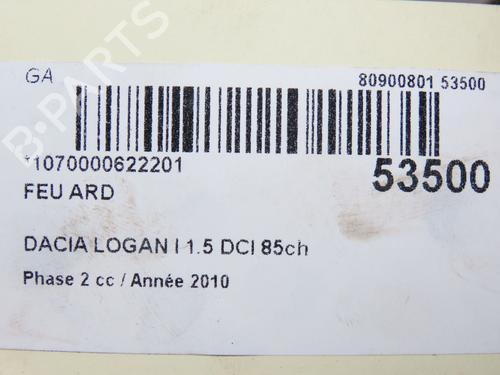 GA
80900801 53500
*1070000622201
53500
FEU ARD
DACIA LOGAN I 1.5 DCI 85ch
Phase 2 cc / Année 2010
B-PARTS